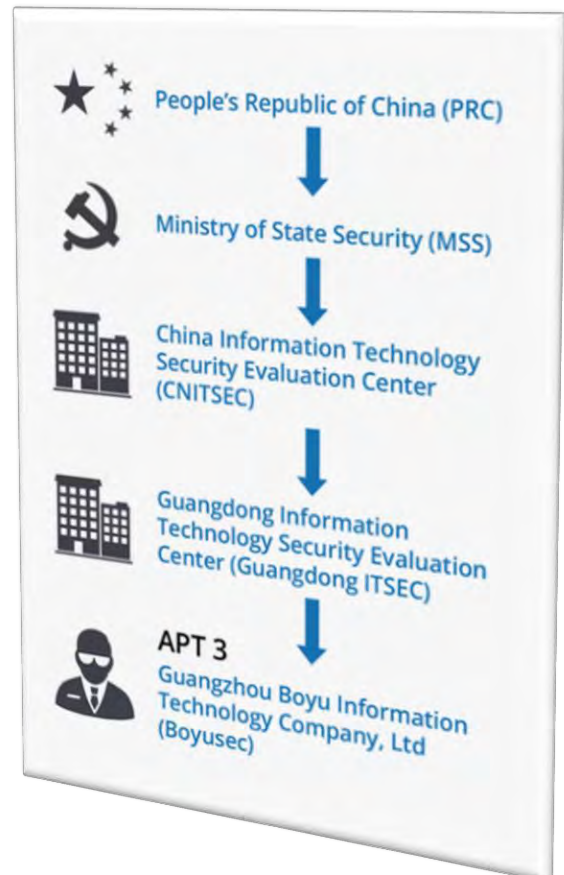 People's Republic of China (PRC)
Ministry of State Security (MSS)
China Information Technology
Security Evaluation Center
(CNITSEC)
Guangdong Information
Technology Security Evaluation
Center (Guangdong ITSEC)
APT 3
Guangzhou Boyu Information
Technology Company, Ltd
(Boyusec)